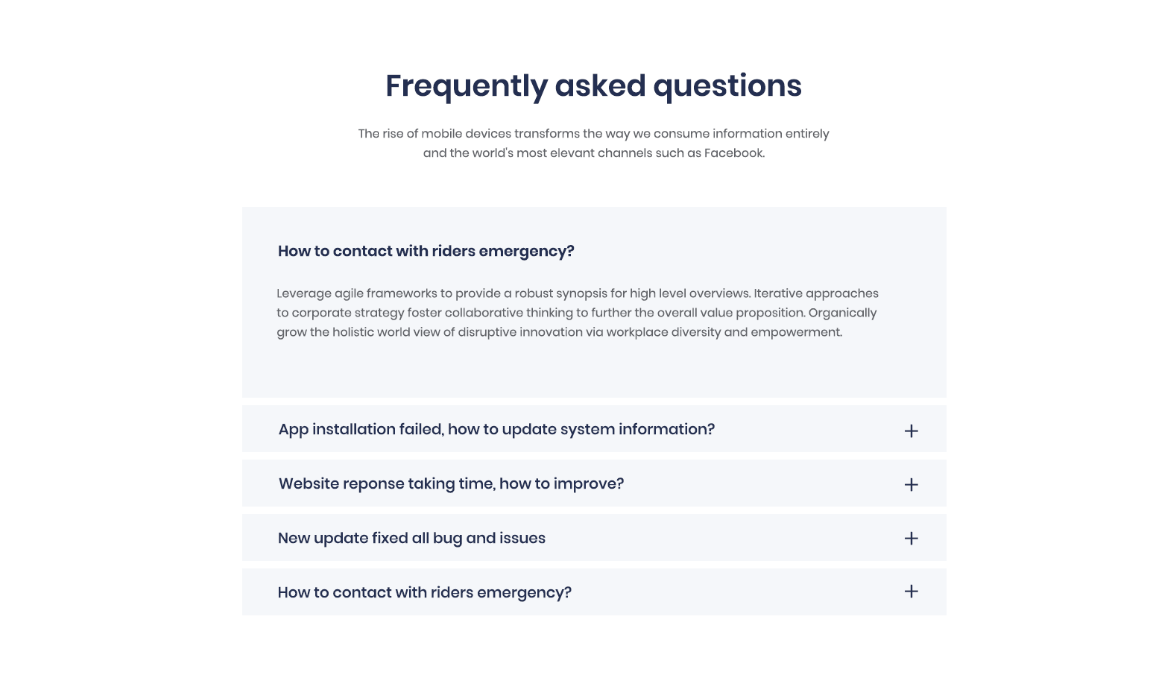 Frequently asked questions
The rise of mobile devices transforms the way we consume information entirely
and the world's most elevant channels such as Facebook.
How to contact with riders emergency?
Leverage agile frameworks to provide a robust synopsis for high level overviews. Iterative approaches
to corporate strategy foster collaborative thinking to further the overall value proposition. Organically
grow the holistic world view of disruptive innovation via workplace diversity and empowerment.
App installation failed, how to update system information?
Website reponse taking time, how to improve?
New update fixed all bug and issues
How to contact with riders emergency?